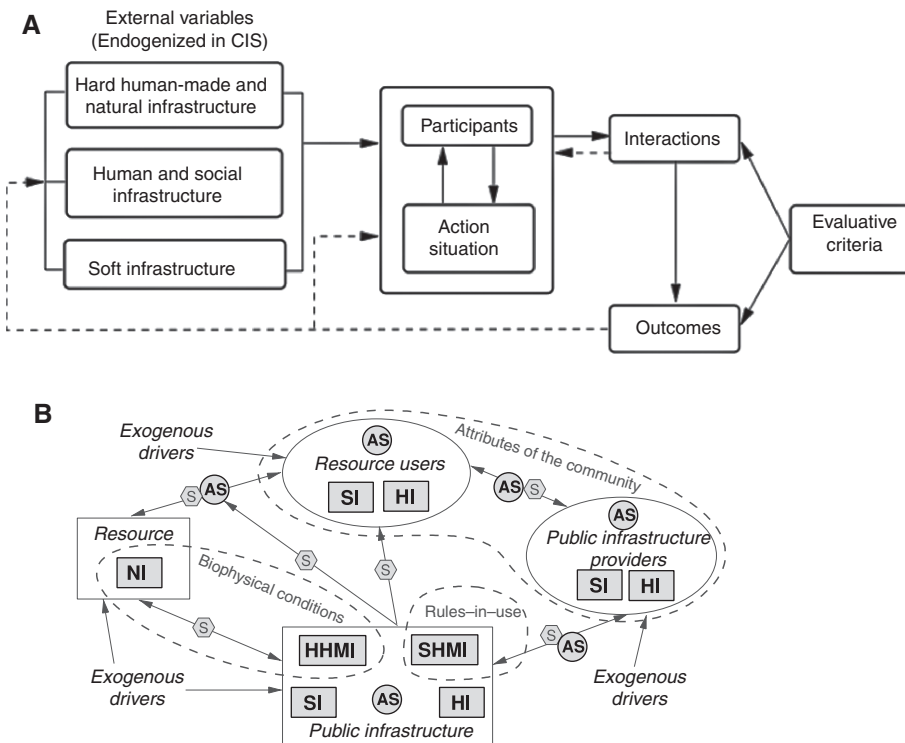 A
External variables
(Endogenized in CIS)
Hard human-made and
natural infrastructure
Human and social
infrastructure
Soft infrastructure
Participants
Action
situation
Interactions
Outcomes
Evaluative
criteria
B
Exogenous
drivers
AS
Resource users
SI HI
Attributes of the community
S AS
AS S
AS
Public infrastructure
providers
SI HI
Resource
NI
Biophysical conditions
S
S
S
Rules–in–use
S
AS
HHMI
SHMI
SI
AS
HI
Public infrastructure
Exogenous
drivers
Exogenous
drivers